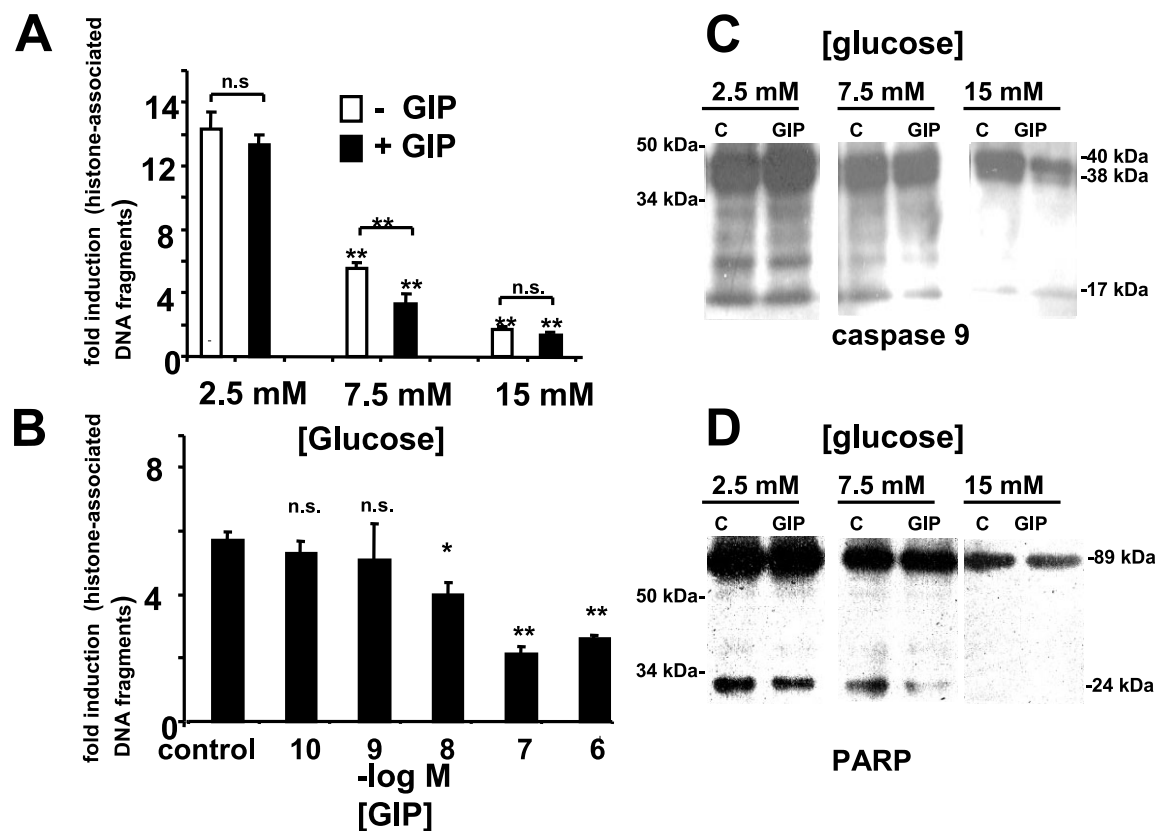 A
fold induction (histone-associated
DNA fragments)
14
12
8
4
0
n.s
- GIP
+ GIP
**
**
**
n.s.
**
**
2.5 mM
7.5 mM
15 mM
[Glucose]
B
fold induction (histone-associated
DNA fragments)
8
4
0
n.s.
n.s.
*
**
**
control
10
9
8
7
6
-log M
[GIP]
C
[glucose]
2.5 mM
7.5 mM
15 mM
C
GIP
C
GIP
C
GIP
50 kDa-
34 kDa-
-40 kDa
-38 kDa
-17 kDa
caspase 9
D
[glucose]
2.5 mM
7.5 mM
15 mM
C
GIP
C
GIP
C
GIP
50 kDa-
34 kDa-
-89 kDa
-24 kDa
PARP